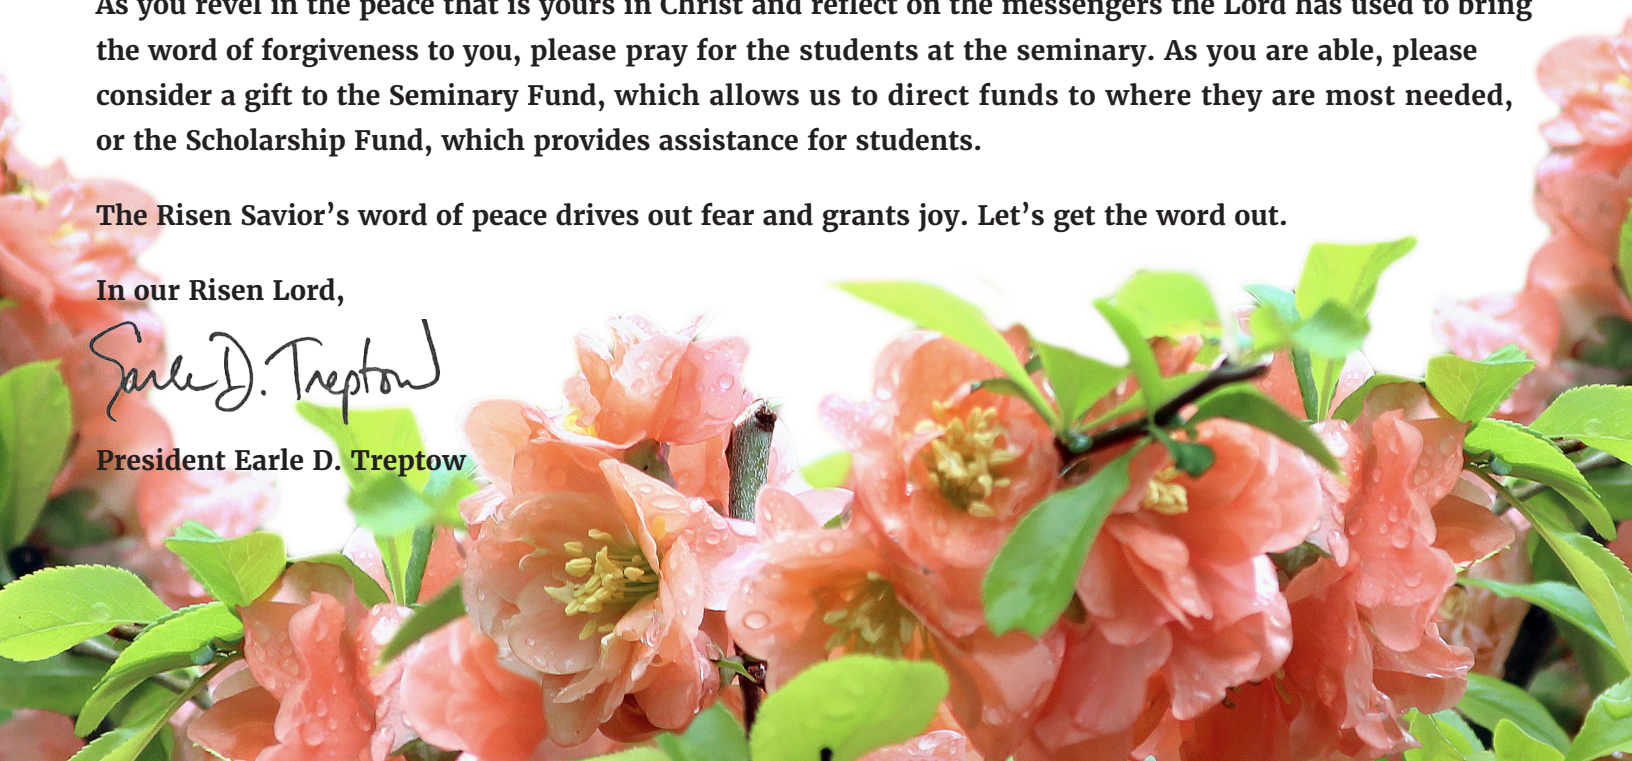 As you revel in the peace that is yours in Christ and reflect on the messengers the Lord has used to bring
the word of forgiveness to you, please pray for the students at the seminary. As you are able, please
consider a gift to the Seminary Fund, which allows us to direct funds to where they are most needed,
or the Scholarship Fund, which provides assistance for students.
The Risen Savior’s word of peace drives out fear and grants joy. Let’s get the word out.
In our Risen Lord,
Earle D. Treptow
President Earle D. Treptow